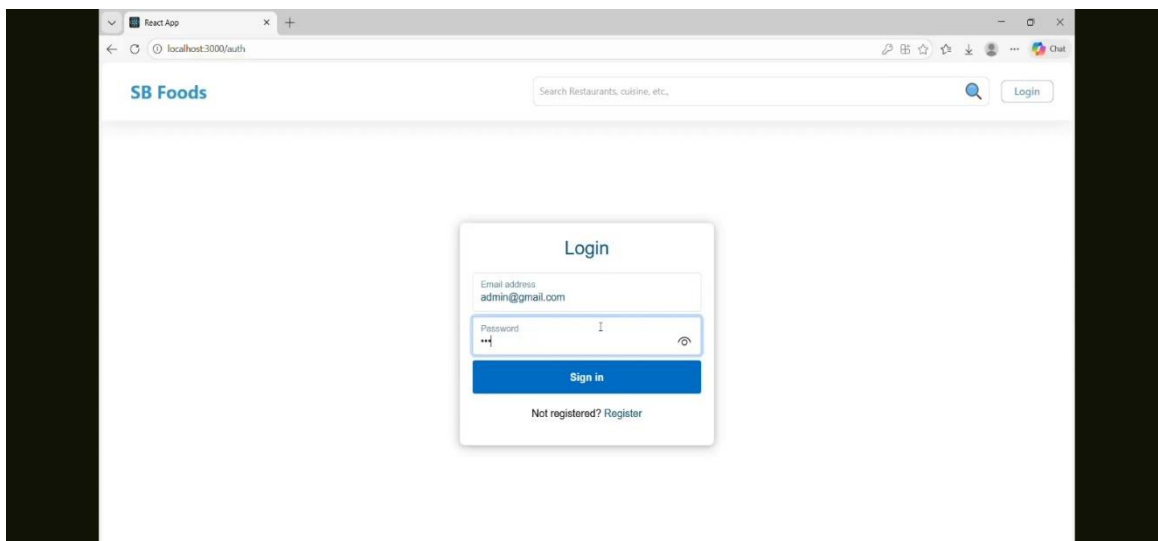 React App
localhost:3000/auth
Chat
SB Foods
Search Restaurants, cuisine, etc.,
Login
Login
Email address
admin@gmail.com
Password
•••
Sign in
Not registered? Register